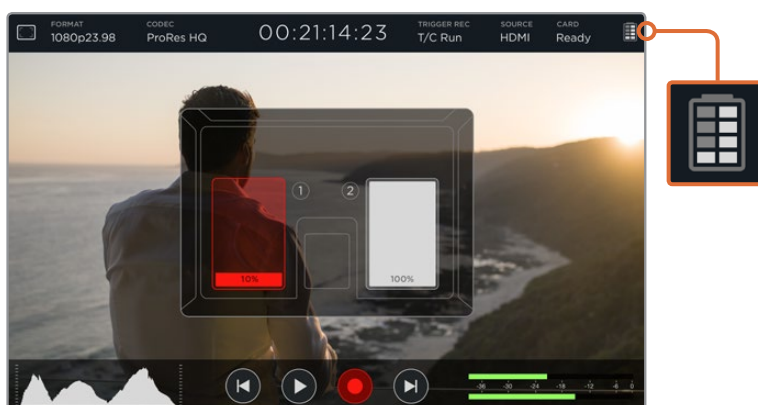 FORMAT CODEC TRIGGER REC SOURCE CARD
1080p23.98 ProRes HQ 00:21:14:23 T/C Run HDMI Ready
1 2
10% 100%
-36 -30 -24 -18 -12 -6 0